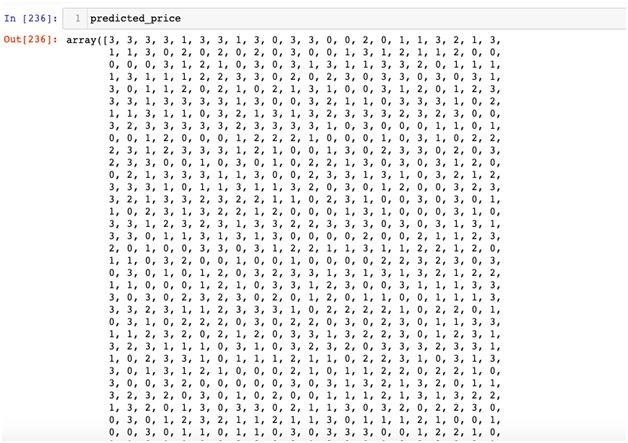 In [236]: 1 predicted_price
Out[236]: array([3, 3, 3, 3, 1, 3, 3, 1, 3, 0, 3, 3, 0, 0, 2, 0, 1, 1, 3, 2, 1, 3,
1, 1, 3, 0, 2, 0, 2, 0, 2, 0, 3, 0, 0, 1, 3, 1, 2, 1, 1, 2, 0, 0,
0, 0, 0, 3, 1, 2, 1, 0, 3, 0, 3, 1, 3, 1, 1, 3, 3, 2, 0, 1, 1, 1,
1, 3, 1, 1, 1, 2, 2, 3, 3, 0, 2, 0, 2, 3, 0, 3, 3, 0, 3, 0, 3, 1,
3, 0, 1, 1, 2, 0, 2, 1, 0, 2, 1, 3, 1, 0, 0, 3, 1, 2, 0, 1, 2, 3,
3, 3, 1, 3, 3, 3, 3, 1, 3, 0, 0, 3, 2, 1, 1, 0, 3, 3, 3, 1, 0, 2,
1, 1, 3, 1, 1, 0, 3, 2, 1, 3, 1, 3, 2, 3, 3, 3, 2, 3, 2, 3, 0, 0,
3, 2, 3, 3, 3, 3, 3, 2, 3, 3, 3, 3, 1, 0, 3, 0, 0, 0, 1, 1, 0, 1,
0, 0, 1, 2, 0, 0, 0, 1, 2, 2, 2, 1, 0, 0, 0, 1, 0, 3, 1, 0, 2, 2,
2, 3, 1, 2, 3, 3, 3, 1, 2, 1, 0, 0, 1, 3, 0, 2, 3, 3, 0, 2, 0, 3,
2, 3, 3, 0, 0, 1, 0, 3, 0, 1, 0, 2, 2, 1, 3, 0, 3, 0, 3, 1, 2, 0,
0, 2, 1, 3, 3, 3, 1, 1, 3, 0, 0, 2, 3, 3, 1, 3, 1, 0, 3, 2, 1, 2,
3, 3, 3, 1, 0, 1, 1, 3, 1, 1, 3, 2, 0, 3, 0, 1, 2, 0, 0, 3, 2, 3,
3, 2, 1, 3, 3, 2, 3, 2, 2, 1, 1, 0, 2, 3, 1, 0, 0, 3, 0, 3, 0, 1,
1, 0, 2, 3, 1, 3, 2, 2, 1, 2, 0, 0, 0, 1, 3, 1, 0, 0, 0, 3, 1, 0,
3, 3, 1, 2, 3, 2, 3, 1, 3, 3, 2, 2, 3, 3, 3, 3, 0, 3, 0, 3, 1, 3, 1,
3, 3, 0, 1, 1, 3, 1, 3, 1, 3, 0, 0, 0, 0, 2, 0, 0, 2, 1, 1, 2, 3,
2, 0, 1, 0, 0, 3, 3, 0, 3, 1, 2, 2, 1, 1, 3, 1, 1, 2, 2, 1, 2, 0,
1, 1, 0, 3, 2, 0, 0, 1, 0, 0, 1, 0, 0, 0, 0, 2, 2, 3, 2, 3, 0, 3,
0, 3, 0, 1, 0, 1, 2, 0, 3, 2, 3, 3, 1, 3, 1, 3, 1, 3, 2, 1, 2, 2,
1, 1, 0, 0, 0, 1, 2, 1, 0, 3, 3, 1, 2, 3, 0, 0, 3, 1, 1, 1, 3, 3,
3, 0, 3, 0, 2, 3, 2, 3, 0, 2, 0, 1, 2, 0, 1, 1, 0, 0, 1, 1, 1, 3,
3, 3, 2, 3, 1, 1, 2, 3, 3, 3, 1, 0, 2, 2, 2, 2, 1, 0, 2, 2, 0, 1,
0, 3, 1, 0, 2, 2, 2, 0, 3, 0, 2, 2, 0, 3, 0, 2, 3, 0, 1, 1, 3, 3,
1, 1, 2, 3, 2, 0, 2, 1, 2, 0, 3, 3, 1, 3, 2, 2, 3, 0, 1, 2, 3, 1,
3, 2, 3, 1, 1, 1, 0, 3, 1, 0, 3, 2, 3, 2, 0, 3, 3, 3, 2, 3, 3, 1,
1, 0, 2, 3, 3, 1, 0, 1, 1, 1, 2, 1, 1, 0, 2, 2, 3, 1, 0, 3, 1, 3,
3, 0, 1, 3, 1, 2, 1, 0, 0, 0, 2, 2, 0, 1, 1, 2, 2, 0, 2, 2, 1, 0,
3, 0, 0, 3, 2, 0, 0, 0, 0, 0, 3, 0, 3, 1, 3, 2, 1, 3, 2, 0, 1, 1,
3, 2, 3, 2, 0, 3, 0, 0, 1, 0, 2, 0, 1, 1, 2, 1, 2, 0, 3, 3, 2, 2,
1, 3, 2, 0, 1, 3, 0, 3, 3, 0, 2, 1, 1, 3, 0, 3, 2, 0, 2, 2, 3, 0,
0, 3, 0, 1, 2, 3, 2, 1, 1, 2, 1, 1, 3, 0, 1, 1, 1, 2, 1, 0, 0, 1,
0, 0, 3, 0, 1, 1, 0, 1, 1, 0, 3, 0, 3, 3, 3, 3, 0, 0, 1, 2, 2, 1, 0,